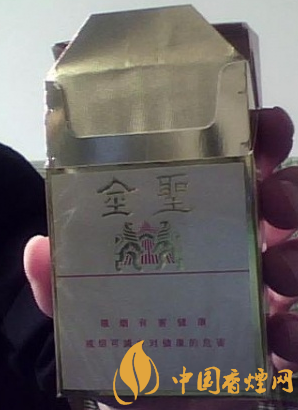 金聖
吸烟有害健康
戒烟可减少对健康的危害
中国香烟网